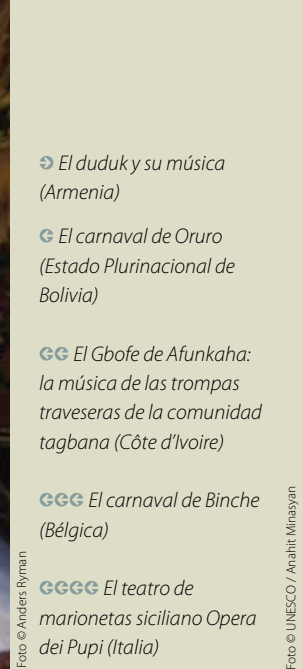 El duduk y su música
(Armenia)
El carnaval de Oruro
(Estado Plurinacional de
Bolivia)
El Gbofe de Afunkaha:
la música de las trompas
traveseras de la comunidad
tagbana (Côte d'Ivoire)
El carnaval de Binche
(Bélgica)
El teatro de
marionetas siciliano Opera
dei Pupi (Italia)
Foto © Anders Ryman
Foto © UNESCO / Anahit Minasyan